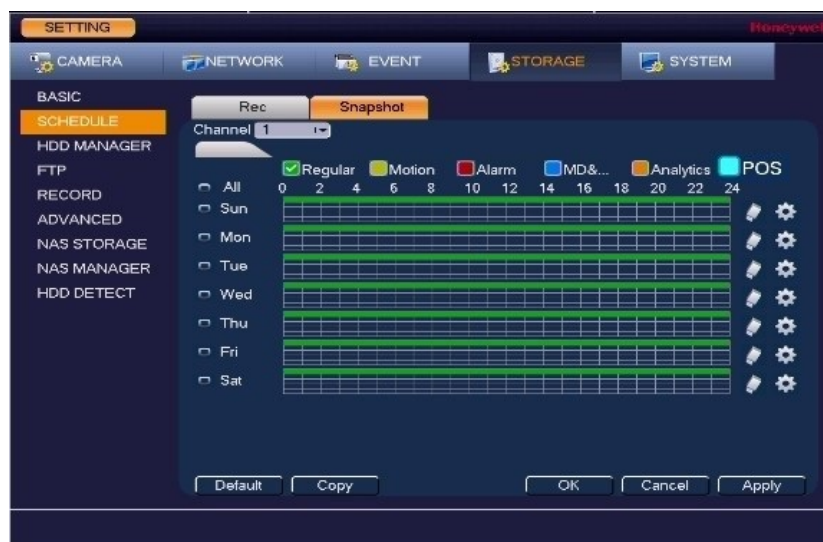 SETTING
Honeywell
CAMERA NETWORK EVENT STORAGE SYSTEM
BASIC
SCHEDULE
HDD MANAGER
FTP
RECORD
ADVANCED
NAS STORAGE
NAS MANAGER
HDD DETECT
Rec Snapshot
Channel 1
Regular Motion Alarm MD&... Analytics POS
All 0 2 4 6 8 10 12 14 16 18 20 22 24
Sun
Mon
Tue
Wed
Thu
Fri
Sat
Default Copy OK Cancel Apply